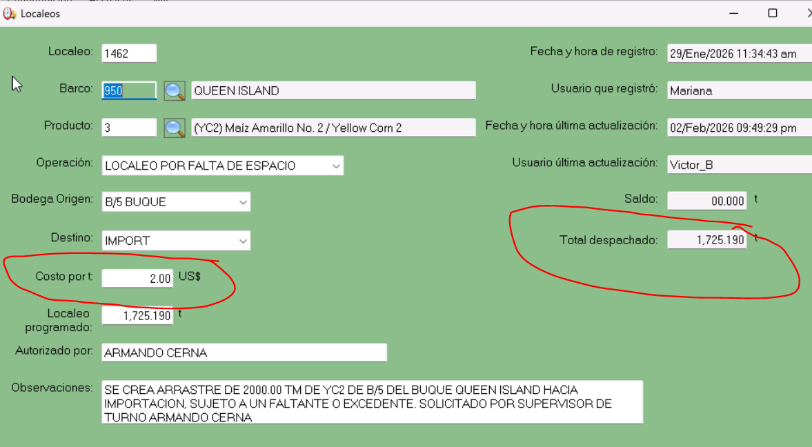 Localeos
Localeo: 1462
Fecha y hora de registro: 29/Ene/2026 11:34:43 am
Barco: 950 QUEEN ISLAND
Usuario que registró: Mariana
Producto: 3 (YC2) Maíz Amarillo No. 2 / Yellow Corn 2
Fecha y hora última actualización: 02/Feb/2026 09:49:29 pm
Operación: LOCALEO POR FALTA DE ESPACIO
Usuario última actualización: Victor_B
Bodega Origen: B/5 BUQUE
Saldo: 00.000 t
Destino: IMPORT
Total despachado: 1,725.190 t
Costo por t: 2.00 US$
Localeo
programado: 1,725.190 t
Autorizado por: ARMANDO CERNA
Observaciones: SE CREA ARRASTRE DE 2000.00 TM DE YC2 DE B/5 DEL BUQUE QUEEN ISLAND HACIA
IMPORTACION, SUJETO A UN FALTANTE O EXCEDENTE. SOLICITADO POR SUPERVISOR DE
TURNO ARMANDO CERNA